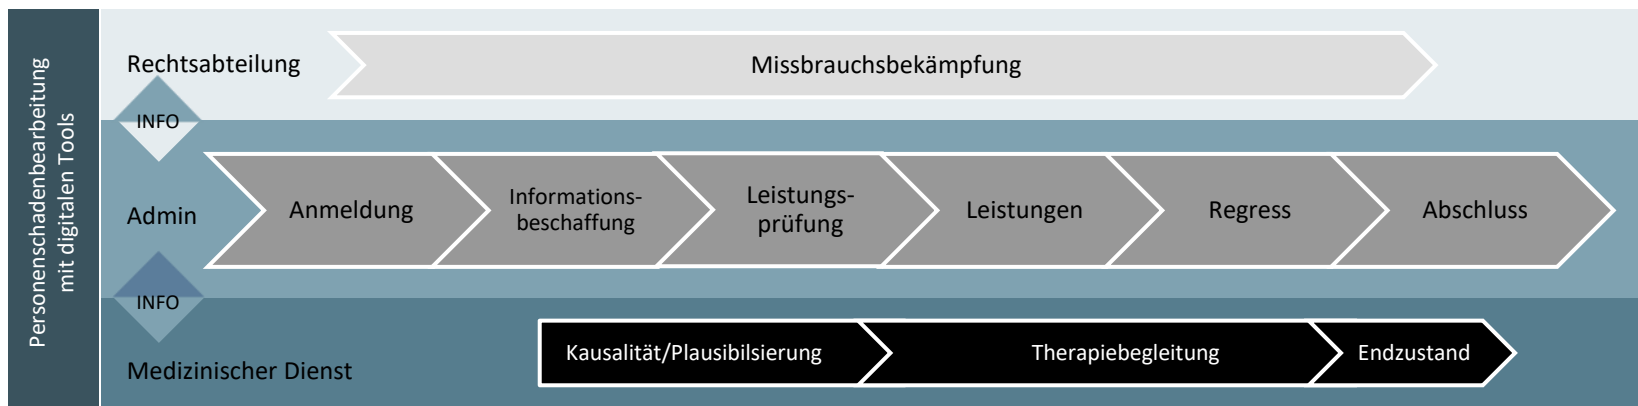 Personenschadenbearbeitung
mit digitalen Tools
Rechtsabteilung
Missbrauchsbekämpfung
INFO
Admin
Anmeldung
Informations-
beschaffung
Leistungs-
prüfung
Leistungen
Regress
Abschluss
INFO
Medizinischer Dienst
Kausalität/Plausibilsierung
Therapiebegleitung
Endzustand